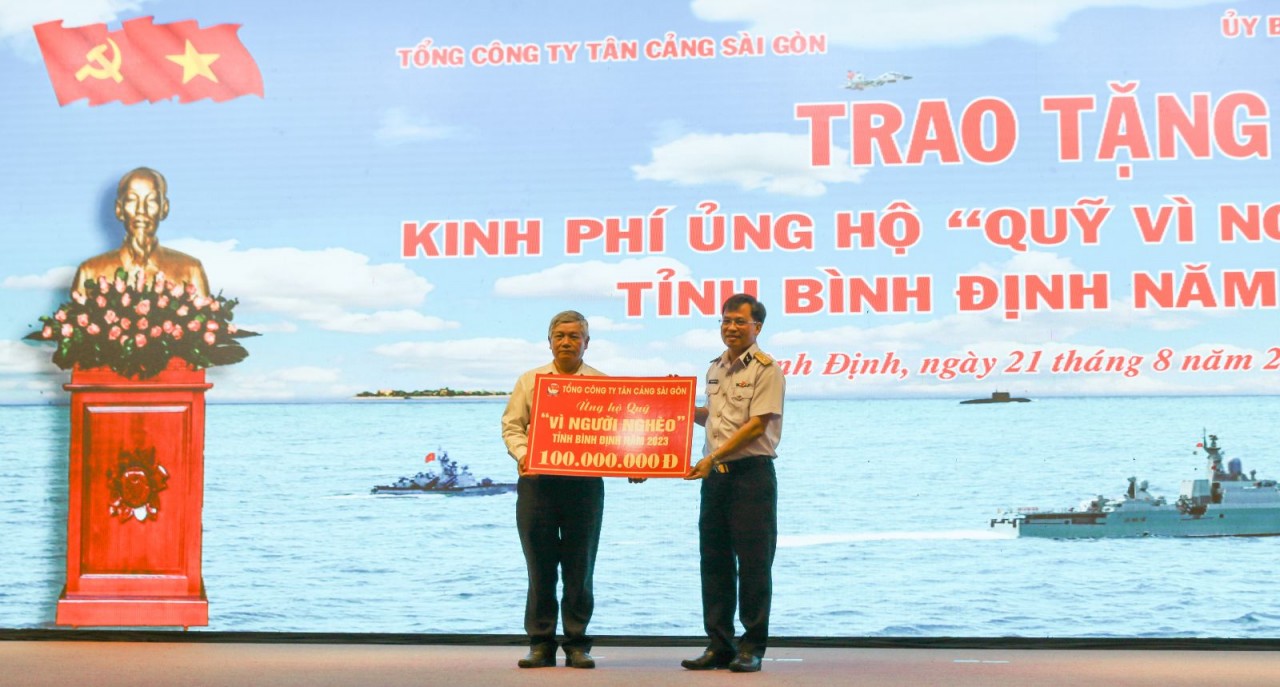 TỔNG CÔNG TY TÂN CẢNG SÀI GÒN
ỦY B
TRAO TẶNG
KINH PHÍ ỦNG HỘ “QUỸ VÌ NG
TỈNH BÌNH ĐỊNH NĂM
nh Định, ngày 21 tháng 8 năm 2
TỔNG CÔNG TY TÂN CẢNG SÀI GÒN
Ủng hộ Quỹ
"VÌ NGƯỜI NGHÈO"
TỈNH BÌNH ĐỊNH NĂM 2023
100.000.000Đ